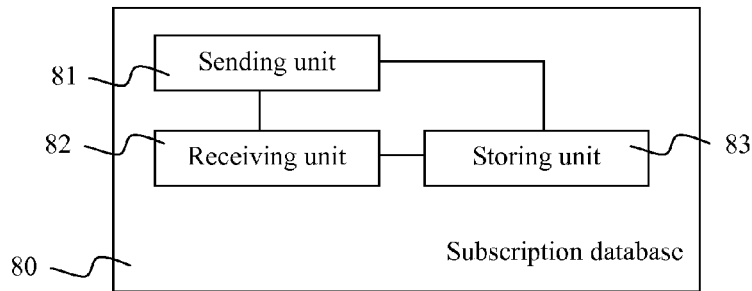 Sending unit
81
82
Receiving unit
Storing unit
83
80
Subscription database